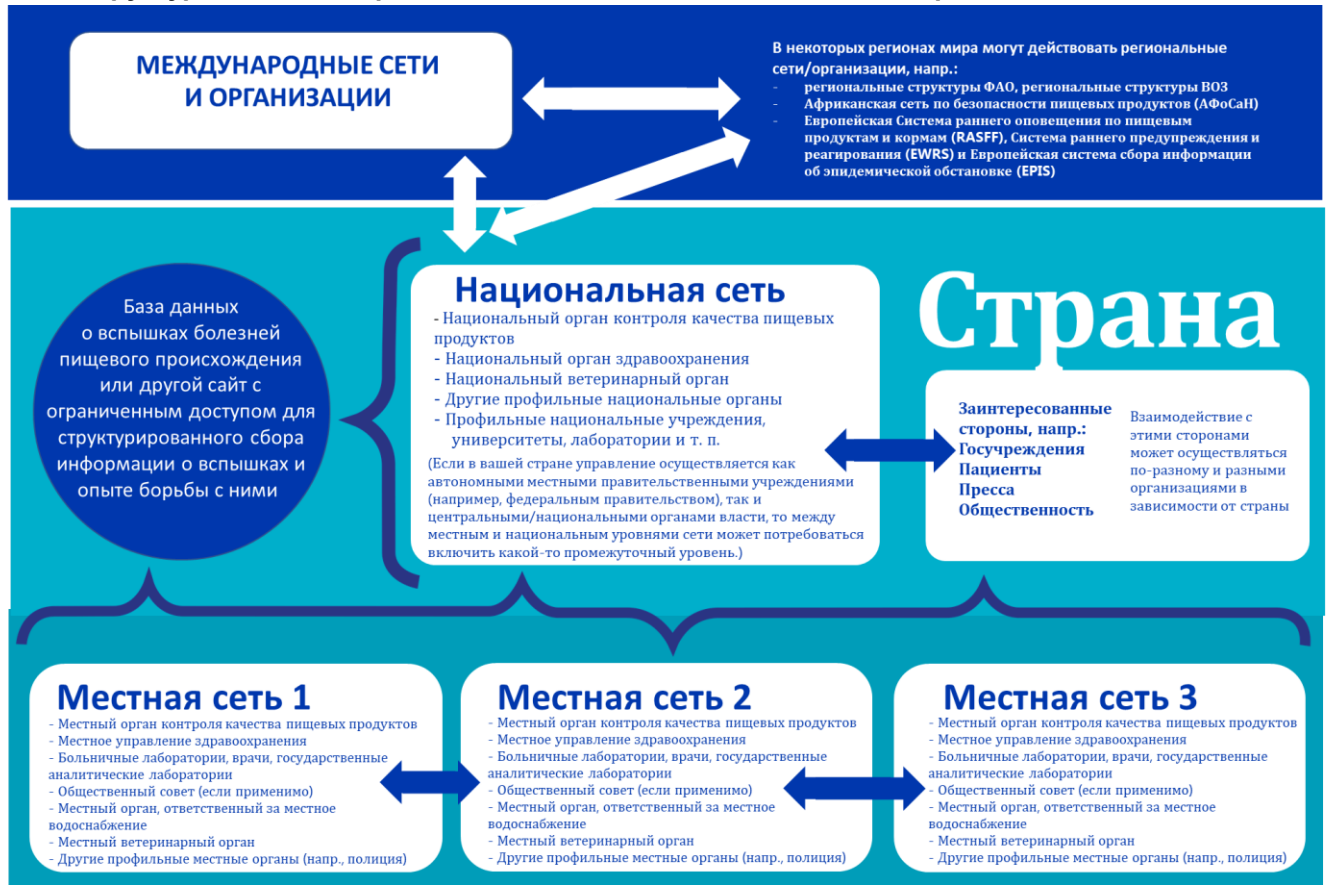 МЕЖДУНАРОДНЫЕ СЕТИ
И ОРГАНИЗАЦИИ
В некоторых регионах мира могут действовать региональные
сети/организации, напр.:
- региональные структуры ФАО, региональные структуры ВОЗ
- Африканская сеть по безопасности пищевых продуктов (АФоСаН)
- Европейская Система раннего оповещения по пищевым
продуктам и кормам (RASFF), Система раннего предупреждения и
реагирования (EWRS) и Европейская система сбора информации
об эпидемической обстановке (EPIS)
База данных
о вспышках болезней
пищевого происхождения
или другой сайт с
ограниченным доступом для
структурированного сбора
информации о вспышках и
опыте борьбы с ними
Национальная сеть
- Национальный орган контроля качества пищевых
продуктов
- Национальный орган здравоохранения
- Национальный ветеринарный орган
- Другие профильные национальные органы
- Профильные национальные учреждения,
университеты, лаборатории и т. п.
(Если в вашей стране управление осуществляется как
автономными местными правительственными учреждениями
(например, федеральным правительством), так и
центральными/национальными органами власти, то между
местным и национальным уровнями сети может потребоваться
включить какой-то промежуточный уровень.)
Страна
Заинтересованные
стороны, напр.:
Госучреждения
Пациенты
Пресса
Общественность
Взаимодействие с
этими сторонами
может осуществляться
по-разному и разными
организациями в
зависимости от страны
Местная сеть 1
- Местный орган контроля качества пищевых продуктов
- Местное управление здравоохранения
- Больничные лаборатории, врачи, государственные
аналитические лаборатории
- Общественный совет (если применимо)
- Местный орган, ответственный за местное
водоснабжение
- Местный ветеринарный орган
- Другие профильные местные органы (напр., полиция)
Местная сеть 2
- Местный орган контроля качества пищевых продуктов
- Местное управление здравоохранения
- Больничные лаборатории, врачи, государственные
аналитические лаборатории
- Общественный совет (если применимо)
- Местный орган, ответственный за местное
водоснабжение
- Местный ветеринарный орган
- Другие профильные местные органы (напр., полиция)
Местная сеть 3
- Местный орган контроля качества пищевых продуктов
- Местное управление здравоохранения
- Больничные лаборатории, врачи, государственные
аналитические лаборатории
- Общественный совет (если применимо)
- Местный орган, ответственный за местное
водоснабжение
- Местный ветеринарный орган
- Другие профильные местные органы (напр., полиция)